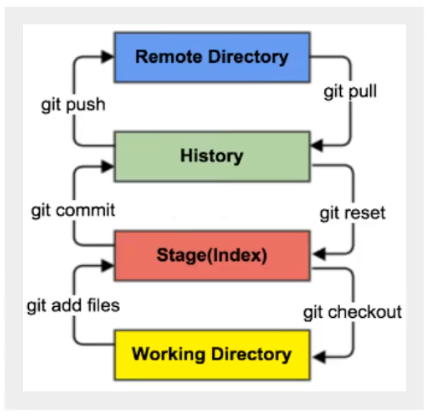 Remote Directory
git push
git pull
History
git commit
git reset
Stage(Index)
git add files
git checkout
Working Directory